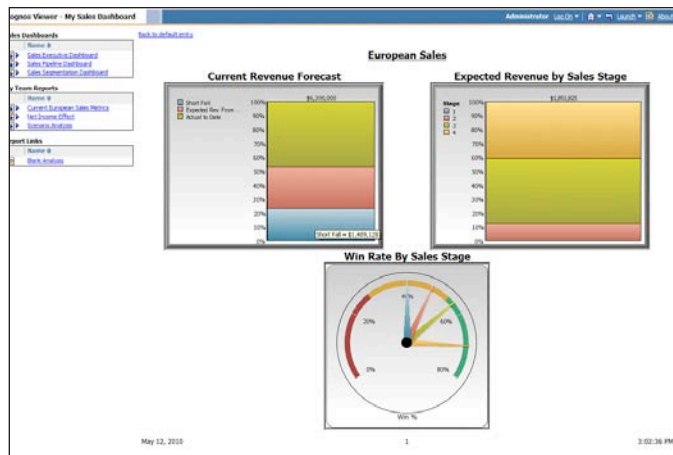 ognos Viewer - My Sales Dashboard
Administrator Log On Launch About
les Dashboards
Name
Sales Executive Dashboard
Sales Pipeline Dashboard
Sales Segmentation Dashboard
y Team Reports
Name
Current European Sales Metrics
Net Income Effect
Scenario Analysis
port Links
Name
Blank Analysis
Back to default entry
European Sales
Current Revenue Forecast
Short Fall
Expected Rev From ...
Actual to Date
100%
90%
80%
70%
60%
50%
40%
30%
20%
10%
0%
Short Fall = $1,489,128
Expected Revenue by Sales Stage
Stage
1
2
3
4
100%
90%
80%
70%
60%
50%
40%
30%
20%
10%
0%
Win Rate By Sales Stage
0%
20%
40%
60%
80%
Win %
May 12, 2010
1
3:02:36 PM